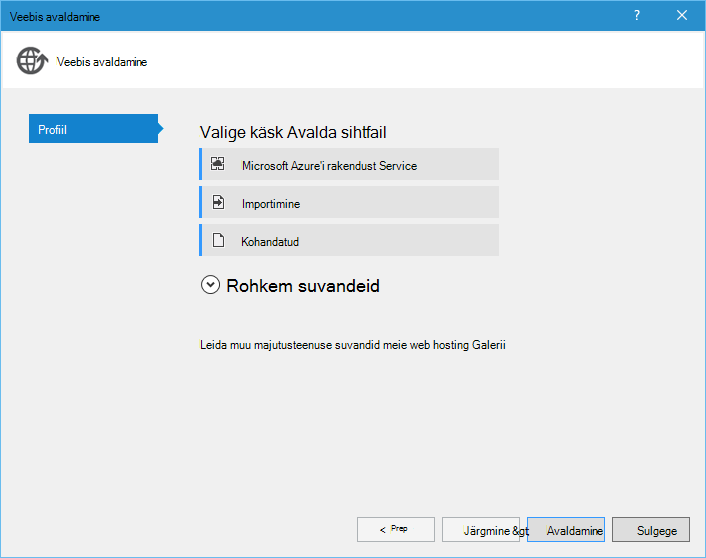 Veebis avaldamine
?
Veebis avaldamine
Profiil
Valige käsk Avalda sihtfail
Microsoft Azure'i rakendust Service
Importimine
Kohandatud
Rohkem suvandeid
Leida muu majutusteenuse suvandid meie web hosting Galerii
< Prep
Järgmine &gt;
Avaldamine
Sulgege